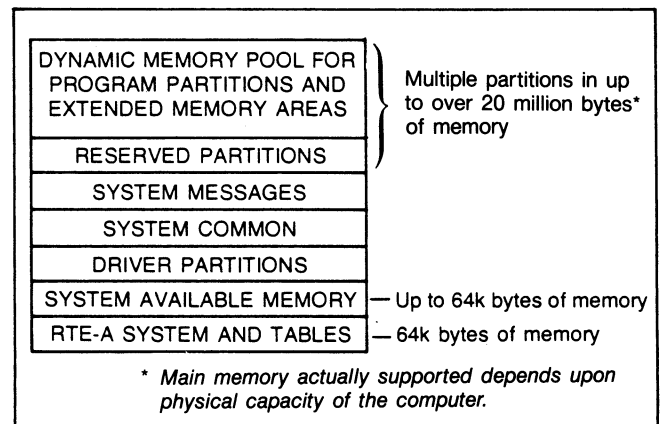 DYNAMIC MEMORY POOL FOR
PROGRAM PARTITIONS AND
EXTENDED MEMORY AREAS
Multiple partitions in up
to over 20 million bytes*
of memory
RESERVED PARTITIONS
SYSTEM MESSAGES
SYSTEM COMMON
DRIVER PARTITIONS
SYSTEM AVAILABLE MEMORY — Up to 64k bytes of memory
RTE-A SYSTEM AND TABLES — 64k bytes of memory
* Main memory actually supported depends upon
physical capacity of the computer.